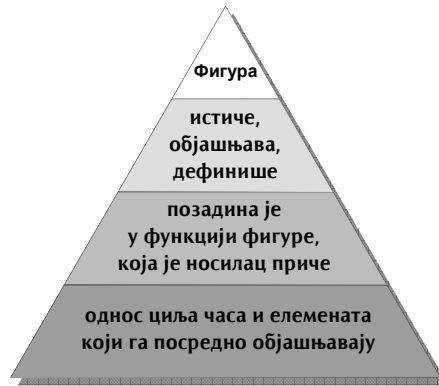 Фигура
истиче,
објашњава,
дефинише
позадина је
у функцији фигуре,
која је носилац приче
однос циља часа и елемената
који га посредно објашњавају